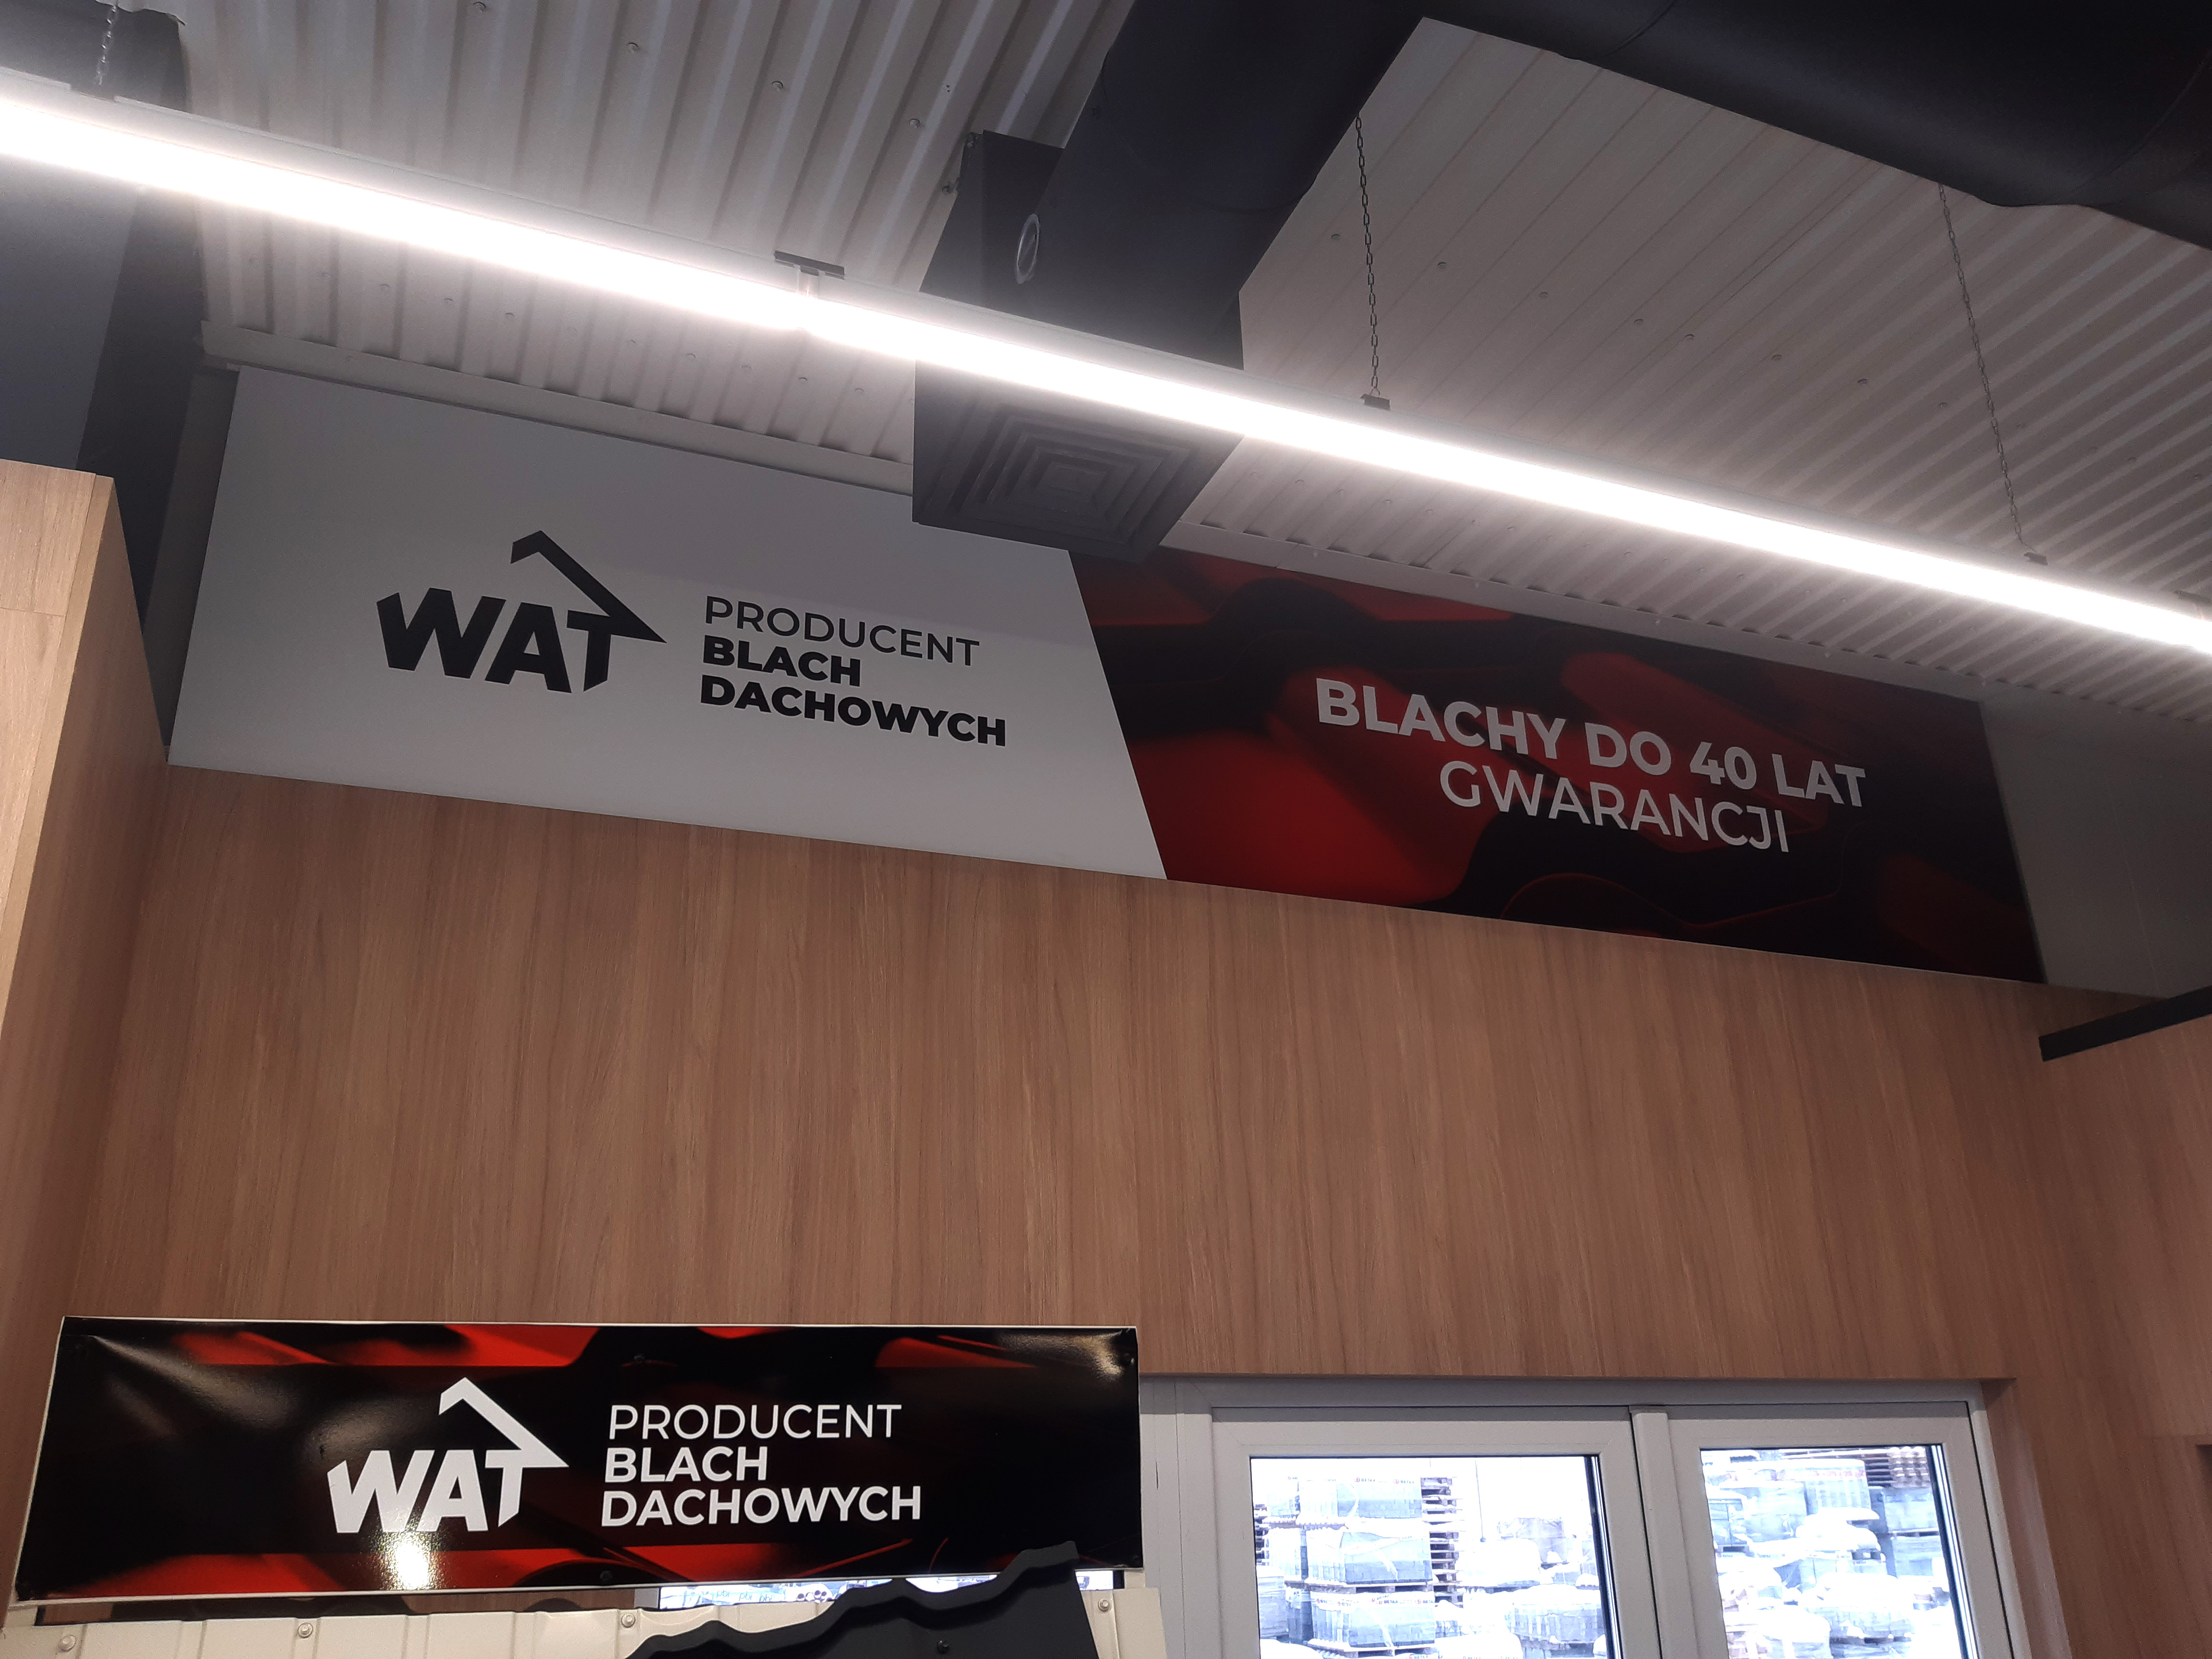 WAT
PRODUCENT
BLACH
DACHOWYCH
BLACHY DO 40 LAT
GWARANCJI
WAT
PRODUCENT
BLACH
DACHOWYCH